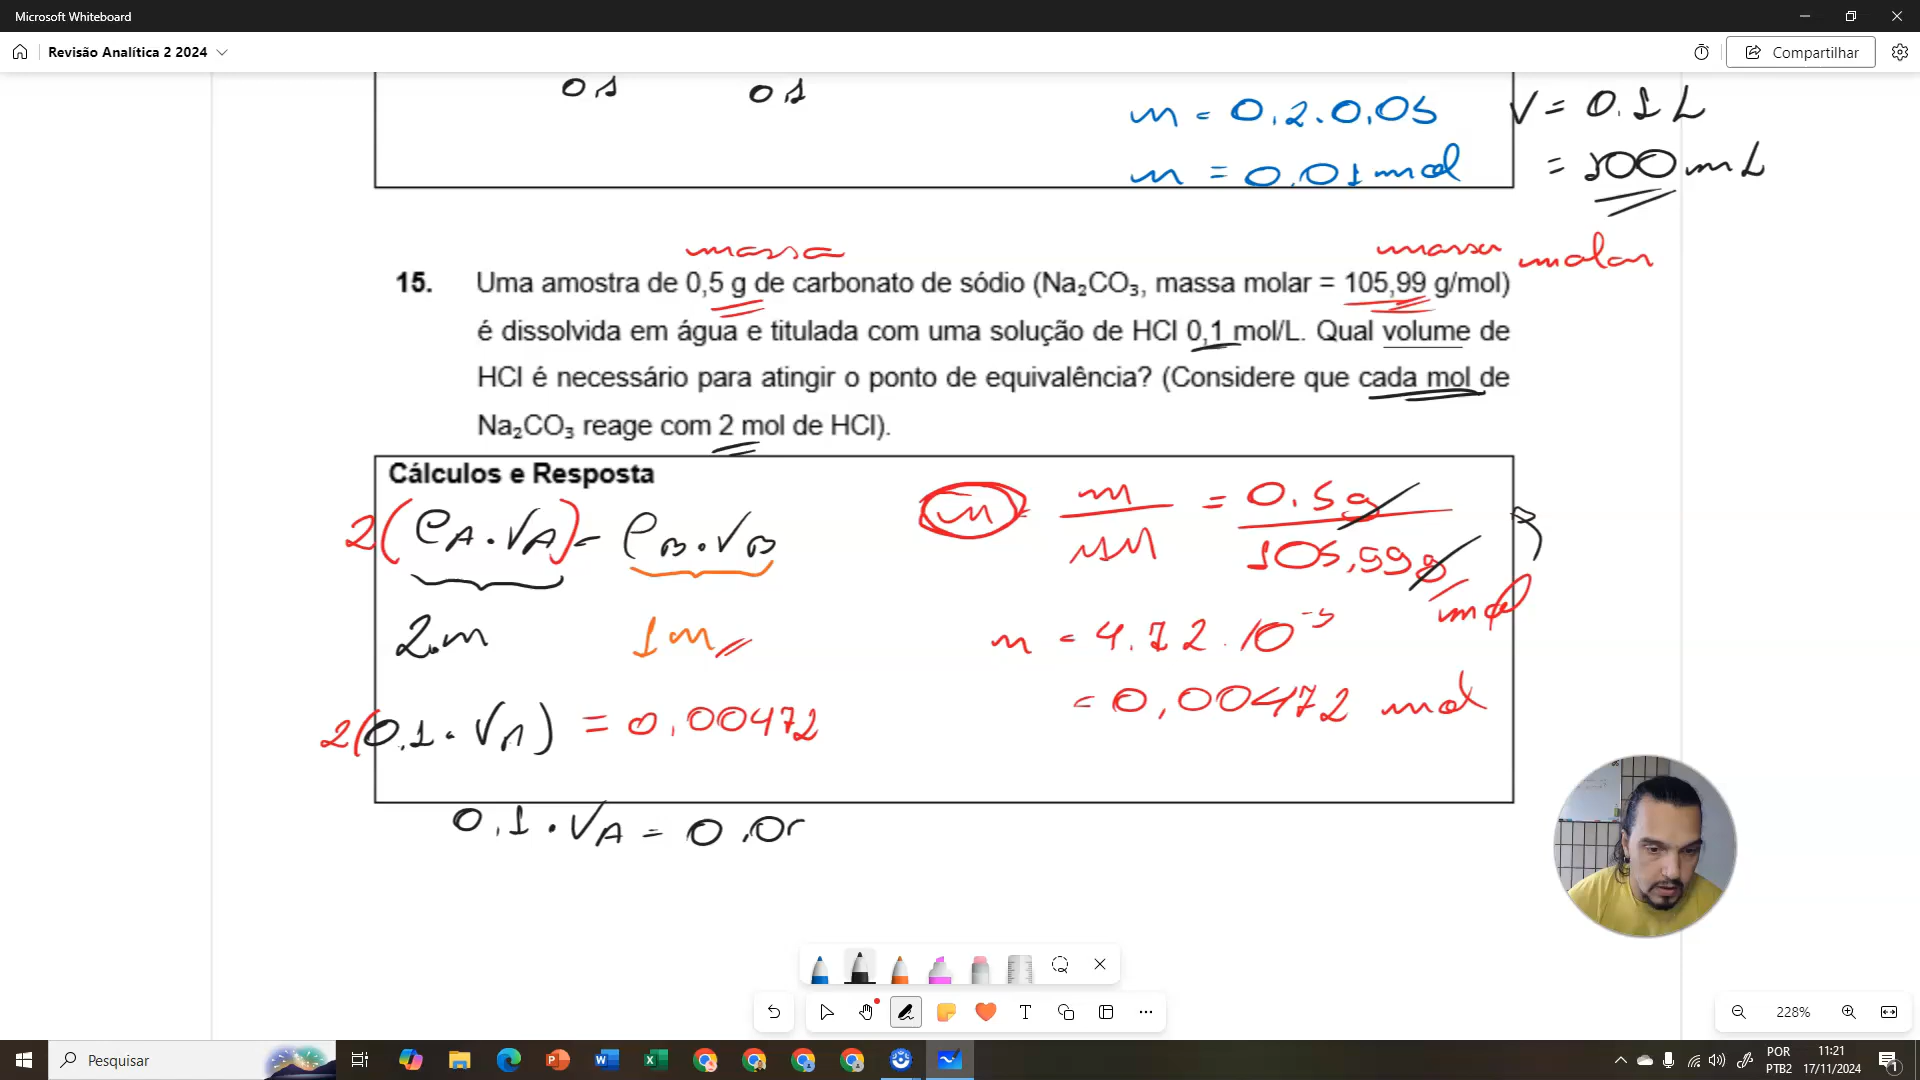 Microsoft Whiteboard
Revisão Analítica 2 2024
Compartilhar
0,1 0,1
n = 0,2.0,05
n = 0,01 mol
V = 0,1 L
= 100 mL
massa massa molar
15. Uma amostra de 0,5 g de carbonato de sódio (Na₂CO₃, massa molar = 105,99 g/mol)
é dissolvida em água e titulada com uma solução de HCl 0,1 mol/L. Qual volume de
HCl é necessário para atingir o ponto de equivalência? (Considere que cada mol de
Na₂CO₃ reage com 2 mol de HCl).
Cálculos e Resposta
2(CA.VA) = CB.VB
2.n 1n
2(0,1.VA) = 0,00472
0,1.VA = 0,0
n = m/MM = 0,5g/105,99g/mol
n = 4,72.10⁻³
= 0,00472 mol
228%
Pesquisar
POR
PTB2
11:21
17/11/2024
1